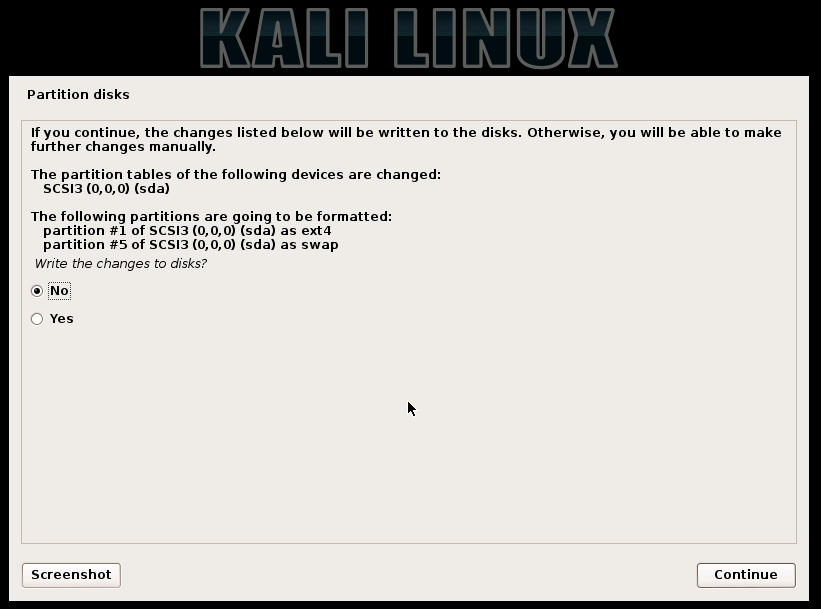 KALI LINUX
Partition disks
If you continue, the changes listed below will be written to the disks. Otherwise, you will be able to make
further changes manually.
The partition tables of the following devices are changed:
SCSI3 (0,0,0) (sda)
The following partitions are going to be formatted:
partition #1 of SCSI3 (0,0,0) (sda) as ext4
partition #5 of SCSI3 (0,0,0) (sda) as swap
Write the changes to disks?
No
Yes
Screenshot
Continue